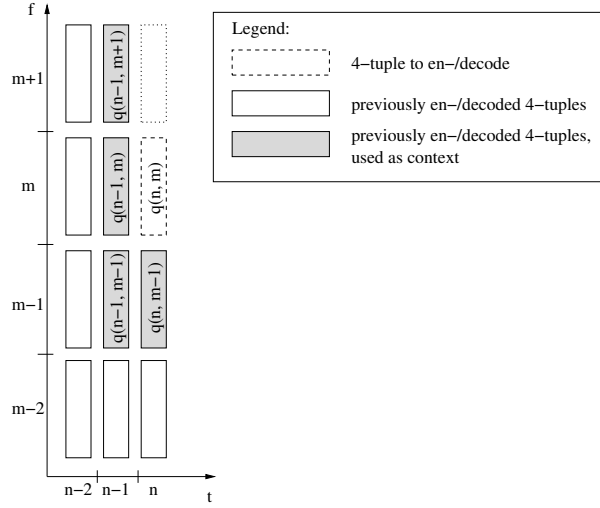 f
Legend:
4−tuple to en−/decode
previously en−/decoded 4−tuples
previously en−/decoded 4−tuples,
used as context
m+1
q(n−1, m+1)
m
q(n−1, m)
q(n, m)
m−1
q(n−1, m−1)
q(n, m−1)
m−2
n−2
n−1
n
t